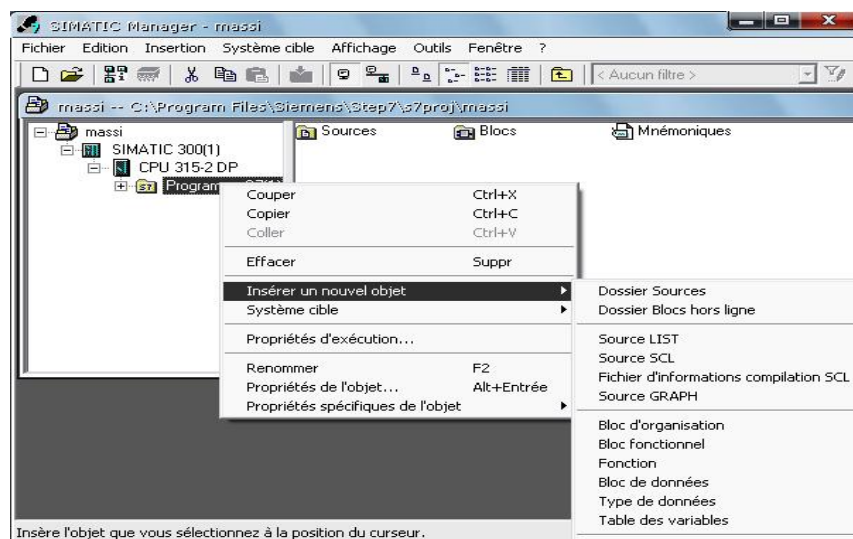 SIMATIC Manager - massi
Fichier Edition Insertion Système cible Affichage Outils Fenêtre ?
< Aucun filtre >
massi -- C:\Program Files\Siemens\Step7\s7proj\massi
massi
SIMATIC 300(1)
CPU 315-2 DP
Sources Blocs Mnémoniques
Couper Ctrl+X
Copier Ctrl+C
Coller Ctrl+V
Effacer Suppr
Insérer un nouvel objet
Système cible
Propriétés d'exécution...
Renommer F2
Propriétés de l'objet... Alt+Entrée
Propriétés spécifiques de l'objet
Dossier Sources
Dossier Blocs hors ligne
Source LIST
Source SCL
Fichier d'informations compilation SCL
Source GRAPH
Bloc d'organisation
Bloc fonctionnel
Fonction
Bloc de données
Type de données
Table des variables
Insère l'objet que vous sélectionnez à la position du curseur.